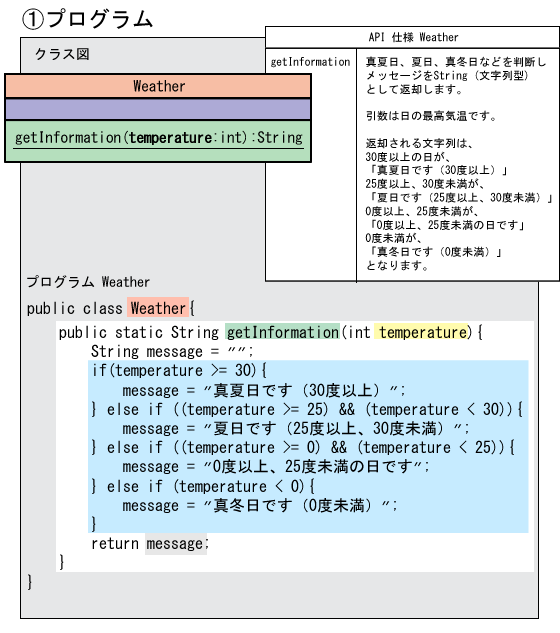 ①プログラム
クラス図
Weather
getInformation(temperature:int):String
API 仕様 Weather
getInformation
真夏日、夏日、真冬日などを判断し
メッセージをString（文字列型）
として返却します。
引数は日の最高気温です。
返却される文字列は、
30度以上の日が、
「真夏日です（30度以上）」
25度以上、30度未満が、
「夏日です（25度以上、30度未満）」
0度以上、25度未満が、
「0度以上、25度未満の日です」
0度未満が、
「真冬日です（0度未満）」
となります。
プログラム Weather
public class Weather{
public static String getInformation(int temperature){
String message = "";
if(temperature >= 30){
message = "真夏日です（30度以上）";
} else if ((temperature >= 25) && (temperature < 30)){
message = "夏日です（25度以上、30度未満）";
} else if ((temperature >= 0) && (temperature < 25)){
message = "0度以上、25度未満の日です";
} else if (temperature < 0){
message = "真冬日です（0度未満）";
}
return message;
}
}